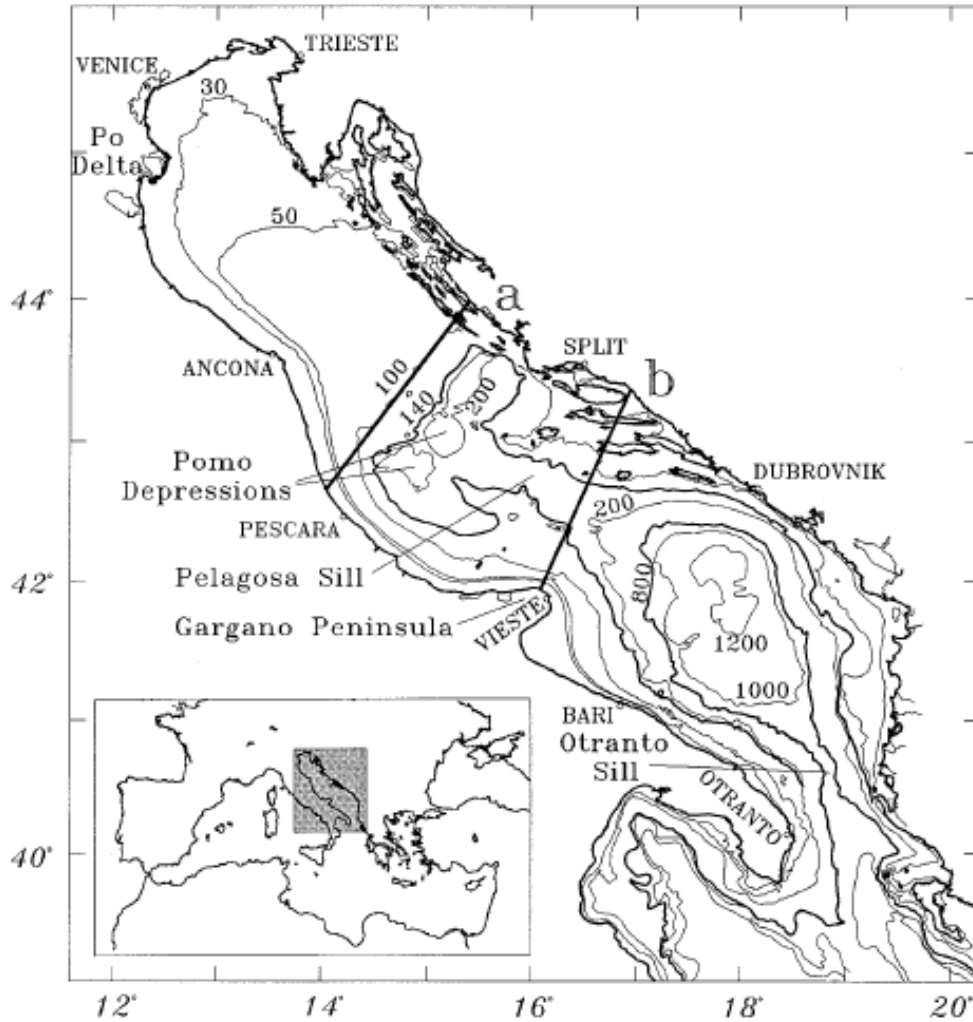 TRIESTE
VENICE
30
Po
Delta
50
44°
a
ANCONA
SPLIT
100
b
140
200
Pomo
Depressions
DUBROVNIK
PESCARA
200
Pelagosa Sill
42°
800
Gargano Peninsula
VIESTE
1200
1000
BARI
Otranto
Sill
OTRANTO
40°
12°
14°
16°
18°
20°